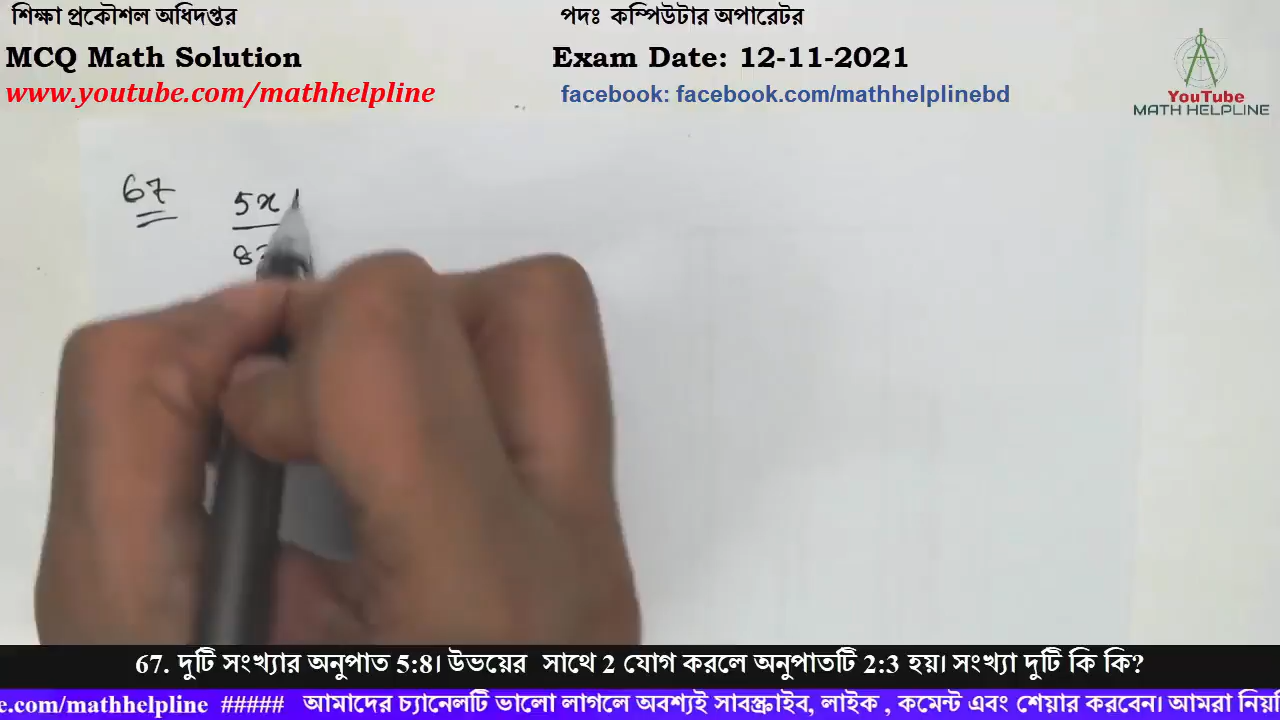 শিক্ষা প্রকৌশল অধিদপ্তর
পদঃ কম্পিউটার অপারেটর
MCQ Math Solution
Exam Date: 12-11-2021
www.youtube.com/mathhelpline
facebook: facebook.com/mathhelplinebd
YouTube
MATH HELPLINE
67
5x
8
67. দুটি সংখ্যার অনুপাত 5:8। উভয়ের সাথে 2 যোগ করলে অনুপাতটি 2:3 হয়। সংখ্যা দুটি কি কি?
e.com/mathhelpline ##### আমাদের চ্যানেলটি ভালো লাগলে অবশ্যই সাবস্ক্রাইব, লাইক , কমেন্ট এবং শেয়ার করবেন। আমরা